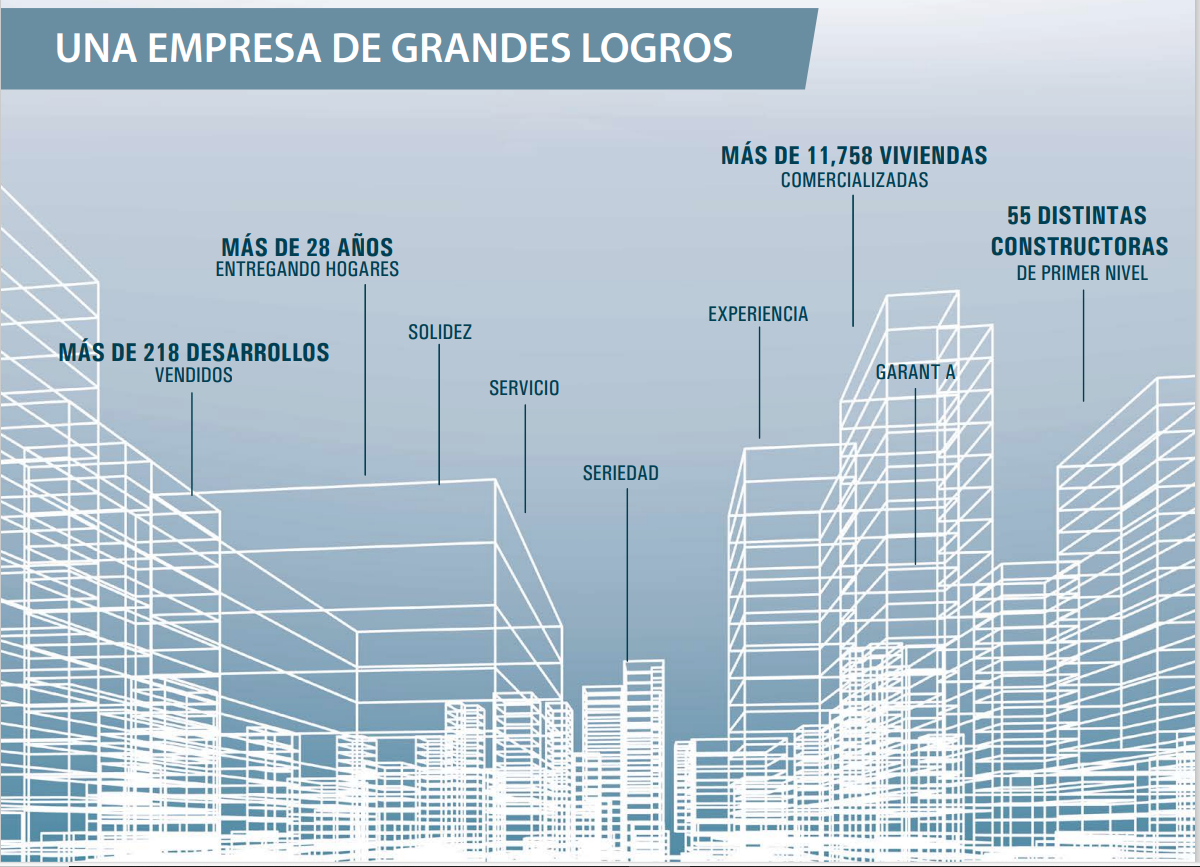 UNA EMPRESA DE GRANDES LOGROS
MÁS DE 11,758 VIVIENDAS
COMERCIALIZADAS
55 DISTINTAS
CONSTRUCTORAS
DE PRIMER NIVEL
MÁS DE 28 AÑOS
ENTREGANDO HOGARES
EXPERIENCIA
SOLIDEZ
MÁS DE 218 DESARROLLOS
VENDIDOS
GARANT A
SERVICIO
SERIEDAD